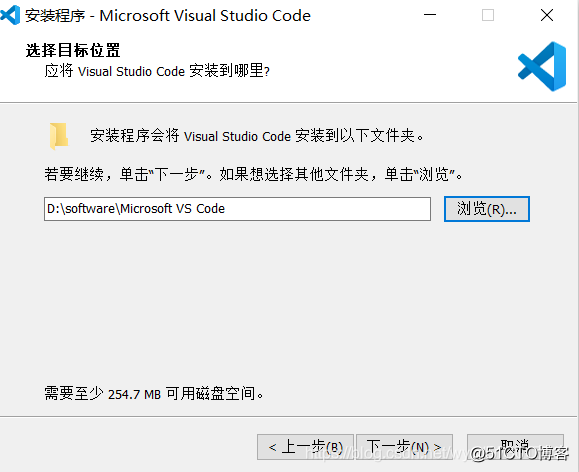 安装程序 - Microsoft Visual Studio Code
选择目标位置
应将 Visual Studio Code 安装到哪里?
安装程序会将 Visual Studio Code 安装到以下文件夹。
若要继续，单击“下一步”。如果想选择其他文件夹，单击“浏览”。
D:\software\Microsoft VS Code
浏览(R)...
需要至少 254.7 MB 可用磁盘空间。
< 上一步(B) 下一步(N) > 取消
@51CTO博客